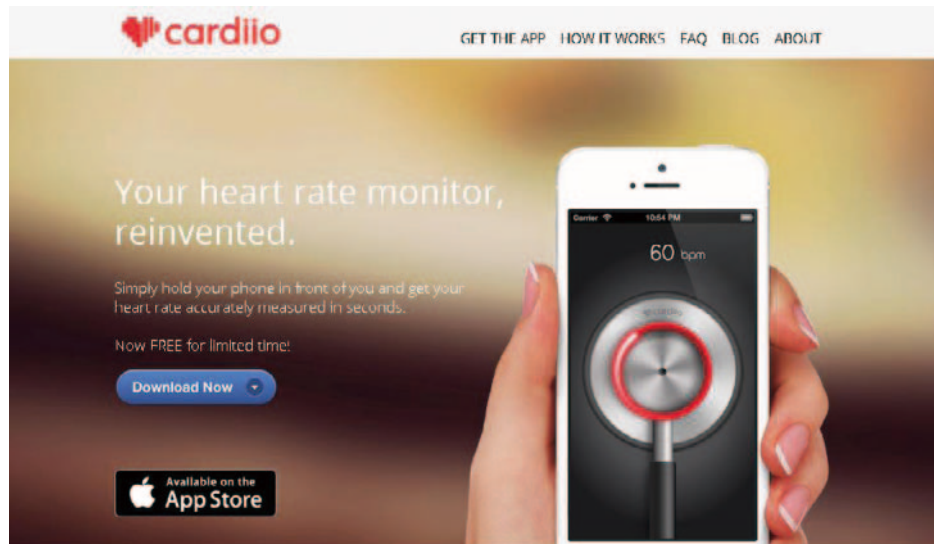 cardiio
GET THE APP HOW IT WORKS FAQ BLOG ABOUT
Your heart rate monitor,
reinvented.
Simply hold your phone in front of you and get your
heart rate accurately measured in seconds.
Now FREE for limited time!
Download Now
Available on the
App Store
Carrier 10:54 PM
60 bpm